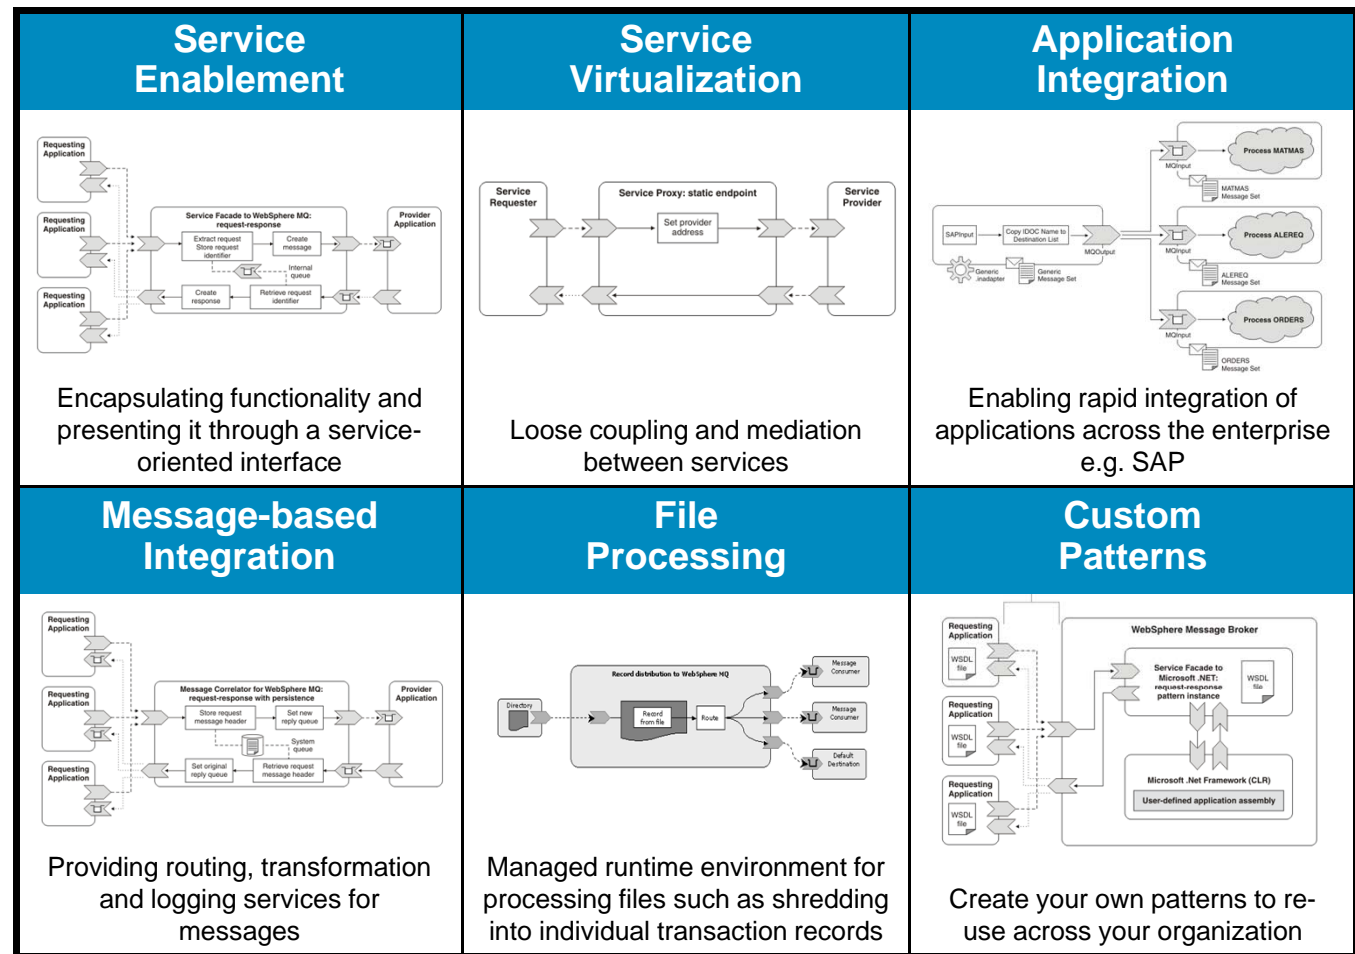 Service
Enablement
Requesting
Application
Requesting
Application
Requesting
Application
Service Facade to WebSphere MQ:
request-response
Extract request
Store request
identifier
Create
message
Internal
queue
Create
response
Retrieve request
identifier
Provider
Application
Encapsulating functionality and
presenting it through a service-
oriented interface
Service
Virtualization
Service
Requester
Service Proxy: static endpoint
Set provider
address
Service
Provider
Loose coupling and mediation
between services
Application
Integration
SAPInput
Copy IDOC Name to
Destination List
MQOutput
Generic
.inadapter
Generic
Message Set
MQInput
Process MATMAS
MATMAS
Message Set
MQInput
Process ALEREQ
ALEREQ
Message Set
MQInput
Process ORDERS
ORDERS
Message Set
Enabling rapid integration of
applications across the enterprise
e.g. SAP
Message-based
Integration
Requesting
Application
Requesting
Application
Requesting
Application
Message Correlator for WebSphere MQ:
request-response with persistence
Store request
message header
Set new
reply queue
System
queue
Set original
reply queue
Retrieve request
message header
Provider
Application
Providing routing, transformation
and logging services for
messages
File
Processing
Directory
Record distribution to WebSphere MQ
Record
from file
Route
Message
Consumer
Message
Consumer
Default
Destination
Managed runtime environment for
processing files such as shredding
into individual transaction records
Custom
Patterns
Requesting
Application
WSDL
file
Requesting
Application
WSDL
file
Requesting
Application
WSDL
file
WebSphere Message Broker
Service Facade to
Microsoft .NET:
request-response
pattern instance
WSDL
file
Microsoft .Net Framework (CLR)
User-defined application assembly
Create your own patterns to re-
use across your organization